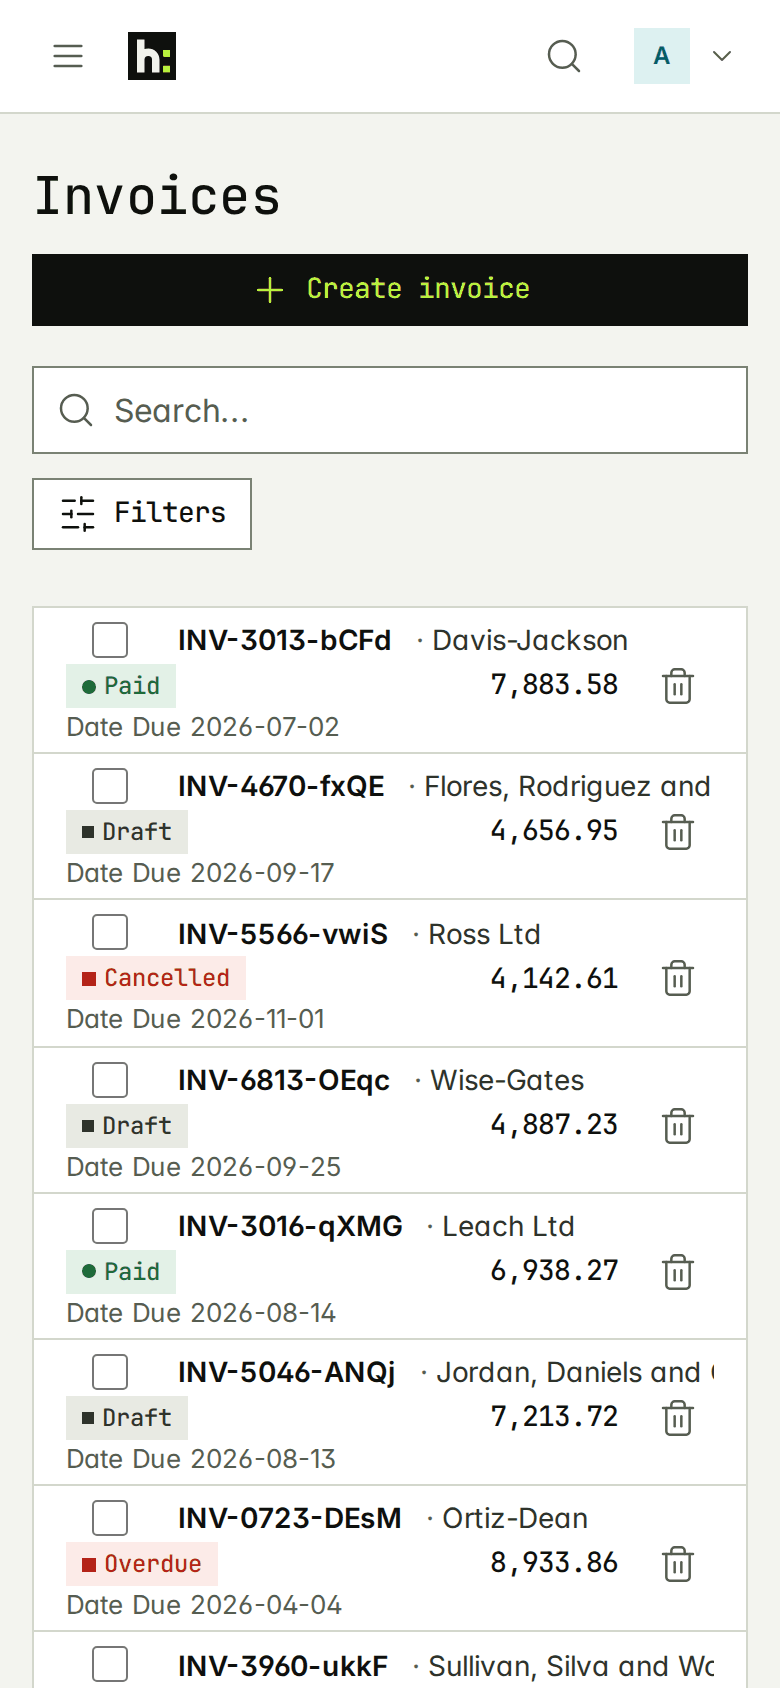 h:
A
Invoices
Create invoice
Search...
Filters
INV-3013-bCFd · Davis-Jackson
Paid 7,883.58
Date Due 2026-07-02
INV-4670-fxQE · Flores, Rodriguez and
Draft 4,656.95
Date Due 2026-09-17
INV-5566-vwiS · Ross Ltd
Cancelled 4,142.61
Date Due 2026-11-01
INV-6813-OEqc · Wise-Gates
Draft 4,887.23
Date Due 2026-09-25
INV-3016-qXMG · Leach Ltd
Paid 6,938.27
Date Due 2026-08-14
INV-5046-ANQj · Jordan, Daniels and
Draft 7,213.72
Date Due 2026-08-13
INV-0723-DEsM · Ortiz-Dean
Overdue 8,933.86
Date Due 2026-04-04
INV-3960-ukkF · Sullivan, Silva and